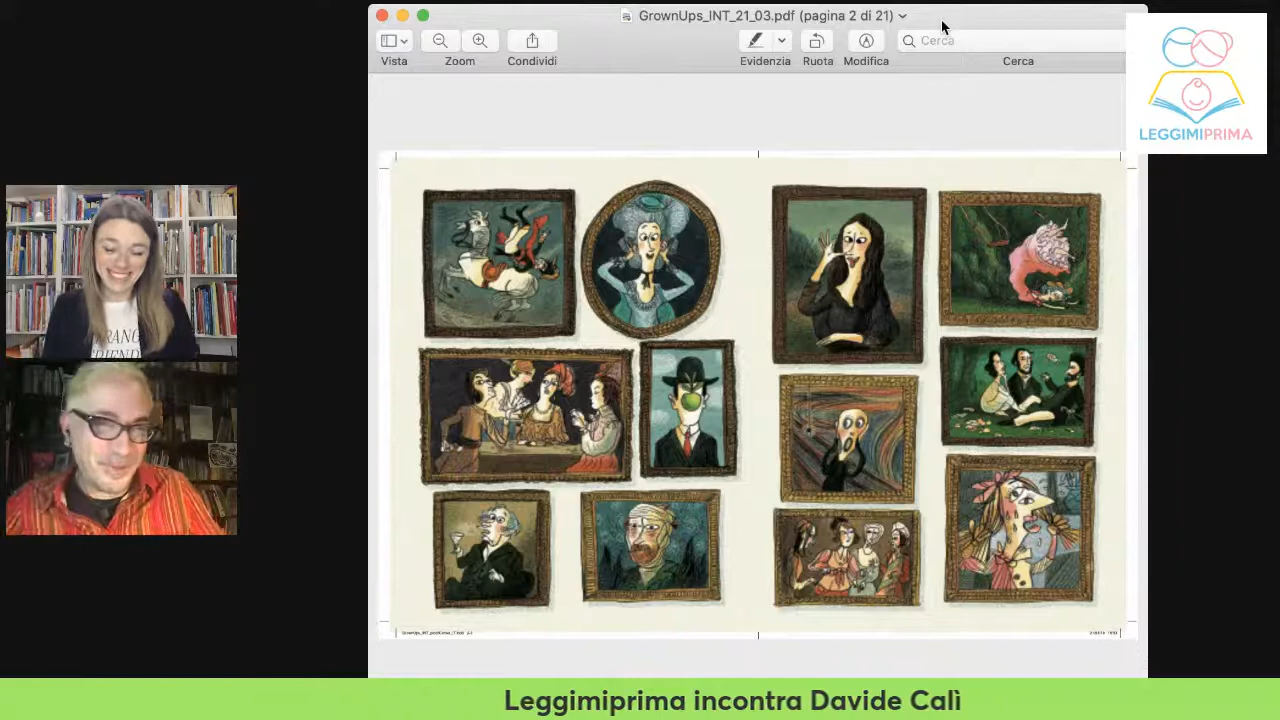 GrownUps_INT_21_03.pdf (pagina 2 di 21)
Cerca
Vista
Zoom
Condividi
Evidenzia
Ruota
Modifica
Cerca
LEGGIMIPRIMA
Leggimiprima incontra Davide Calì